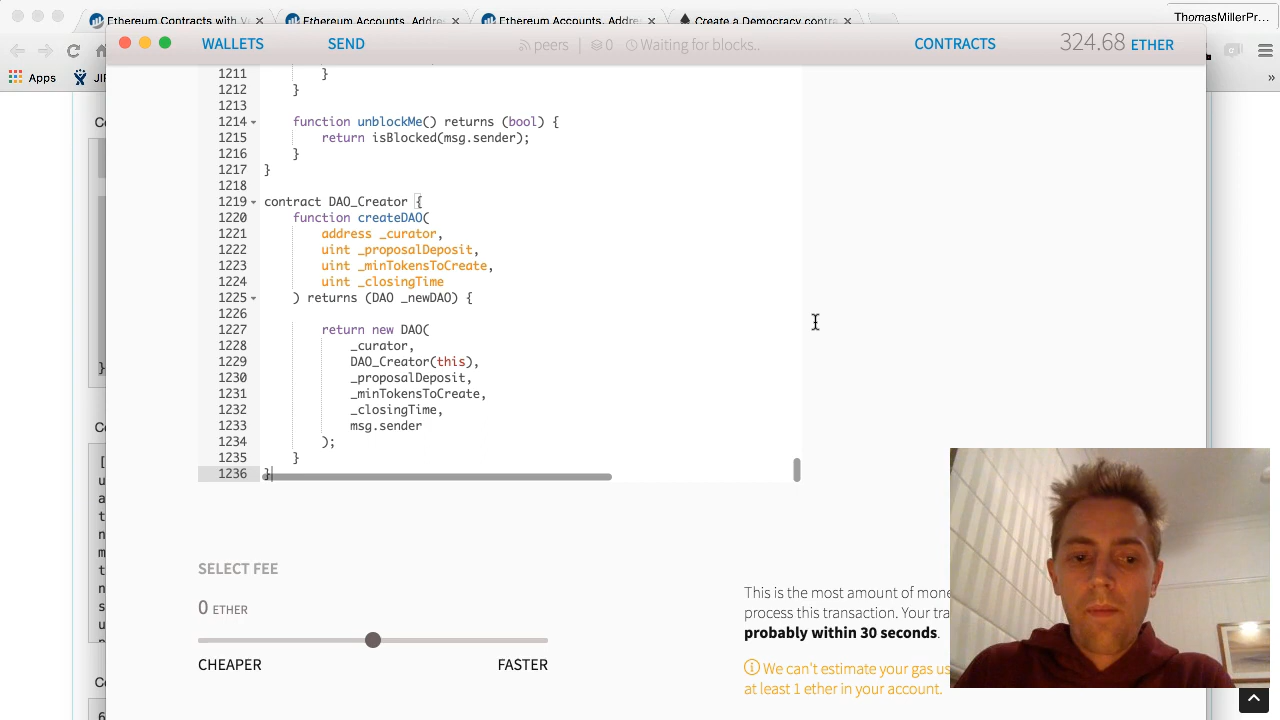 Ethereum Contracts with
Ethereum Accounts, Addres
Ethereum Accounts, Addres
Create a Democracy contrac
ThomasMillerPr
Apps
WALLETS
SEND
peers
0
Waiting for blocks..
CONTRACTS
324.68 ETHER
1211 }
1212 }
1213
1214 function unblockMe() returns (bool) {
1215 return isBlocked(msg.sender);
1216 }
1217 }
1218
1219 contract DAO_Creator {
1220 function createDAO(
1221 address _curator,
1222 uint _proposalDeposit,
1223 uint _minTokensToCreate,
1224 uint _closingTime
1225 ) returns (DAO _newDAO) {
1226
1227 return new DAO(
1228 _curator,
1229 DAO_Creator(this),
1230 _proposalDeposit,
1231 _minTokensToCreate,
1232 _closingTime,
1233 msg.sender
1234 );
1235 }
1236 }
SELECT FEE
0 ETHER
CHEAPER
FASTER
This is the most amount of mone
process this transaction. Your tra
probably within 30 seconds.
We can't estimate your gas us
at least 1 ether in your account.